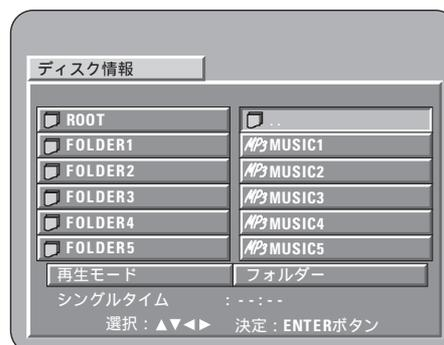 ディスク情報
ROOT
FOLDER1
FOLDER2
FOLDER3
FOLDER4
FOLDER5
..
MP3 MUSIC1
MP3 MUSIC2
MP3 MUSIC3
MP3 MUSIC4
MP3 MUSIC5
再生モード フォルダー
シングルタイム : --:--
選択:▲▼◀▶ 決定:ENTERボタン